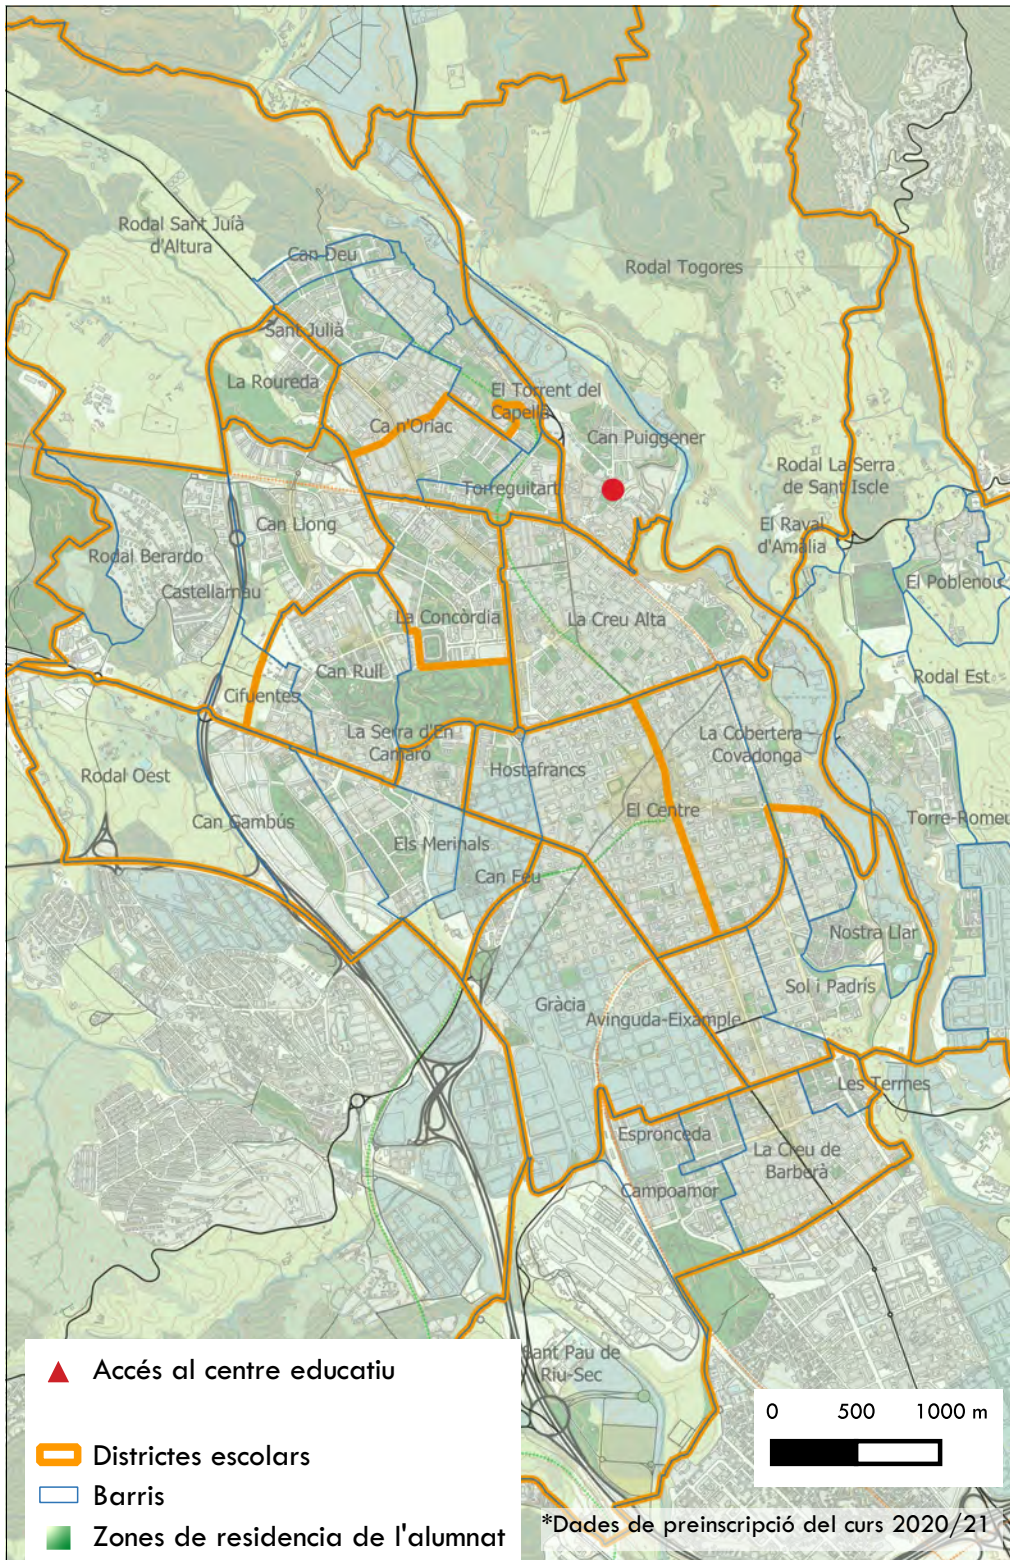 Rodal Sant Juíà
d'Altura
Can Deu
Rodal Togores
Sant Julià
La Roureda
El Torrent del
Capellà
Ca n'Oriac
Can Puiggener
Rodal La Serra
de Sant Iscle
Torreguitart
Can Llong
El Raval
d'Amàlia
Rodal Berardo
El Poblenou
Castellarnau
La Concòrdia
La Creu Alta
Can Rull
Rodal Est
Cifuentes
La Serra d'En
Camaró
La Cobertera
Covadonga
Hostafrancs
Rodal Oest
El Centre
Can Gambús
Torre-Romeu
Els Merinals
Can Feu
Nostra Llar
Sol i Padrís
Gràcia
Avinguda-Eixample
Les Termes
Espronceda
La Creu de
Barberà
Campoamor
Sant Pau de
Riu-Sec
Accés al centre educatiu
Districtes escolars
Barris
Zones de residencia de l'alumnat
0 500 1000 m
*Dades de preinscripció del curs 2020/21